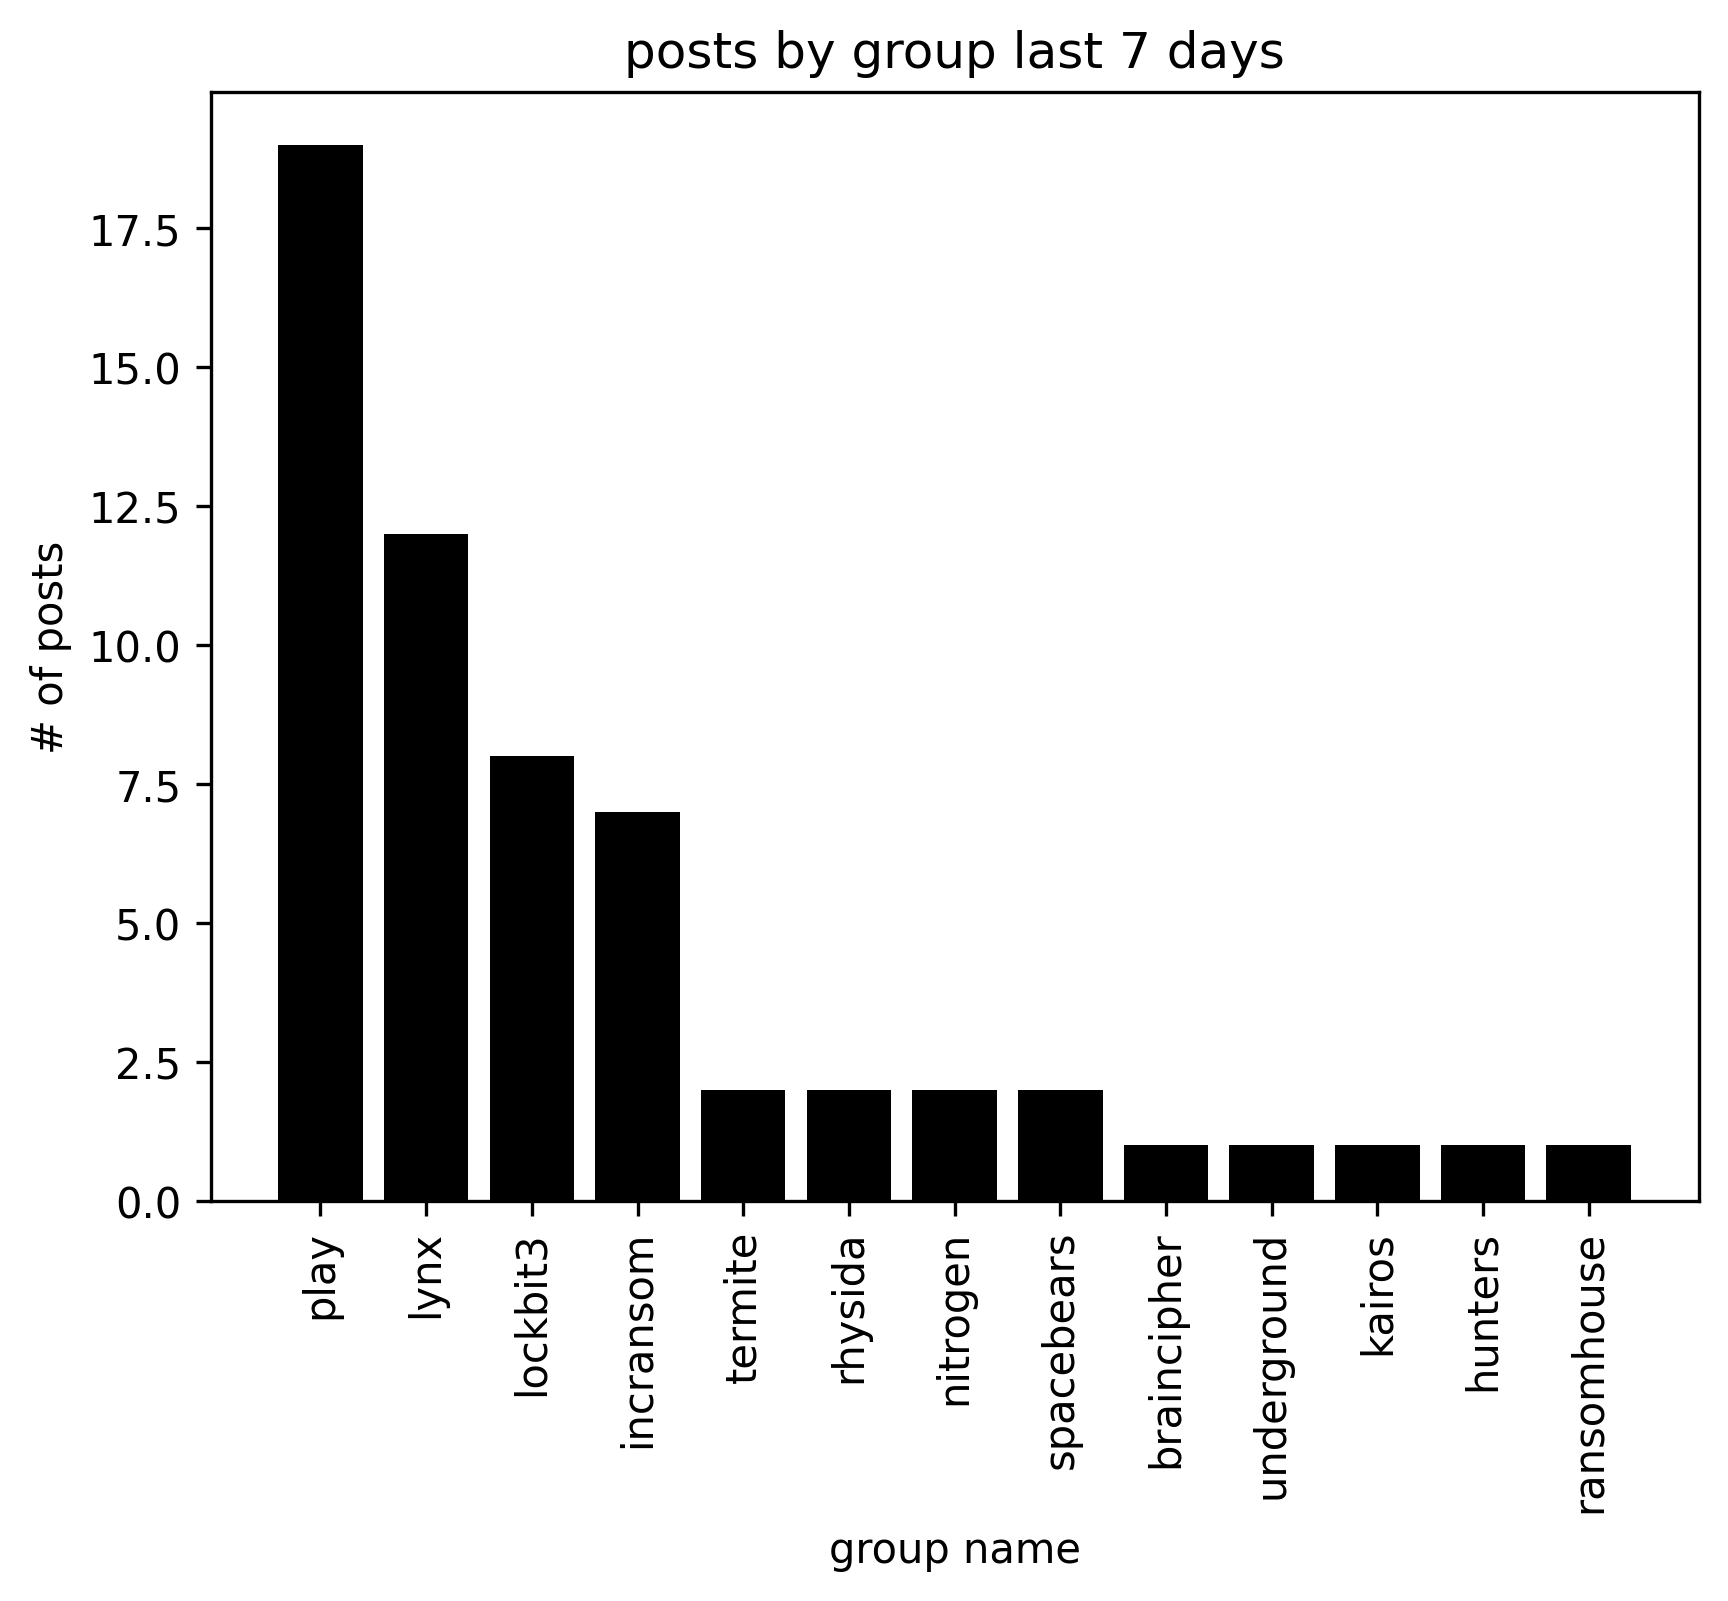 posts by group last 7 days
# of posts
17.5
15.0
12.5
10.0
7.5
5.0
2.5
0.0
play
lynx
lockbit3
incransom
termite
rhysida
nitrogen
spacebears
braincipher
underground
kairos
hunters
ransomhouse
group name